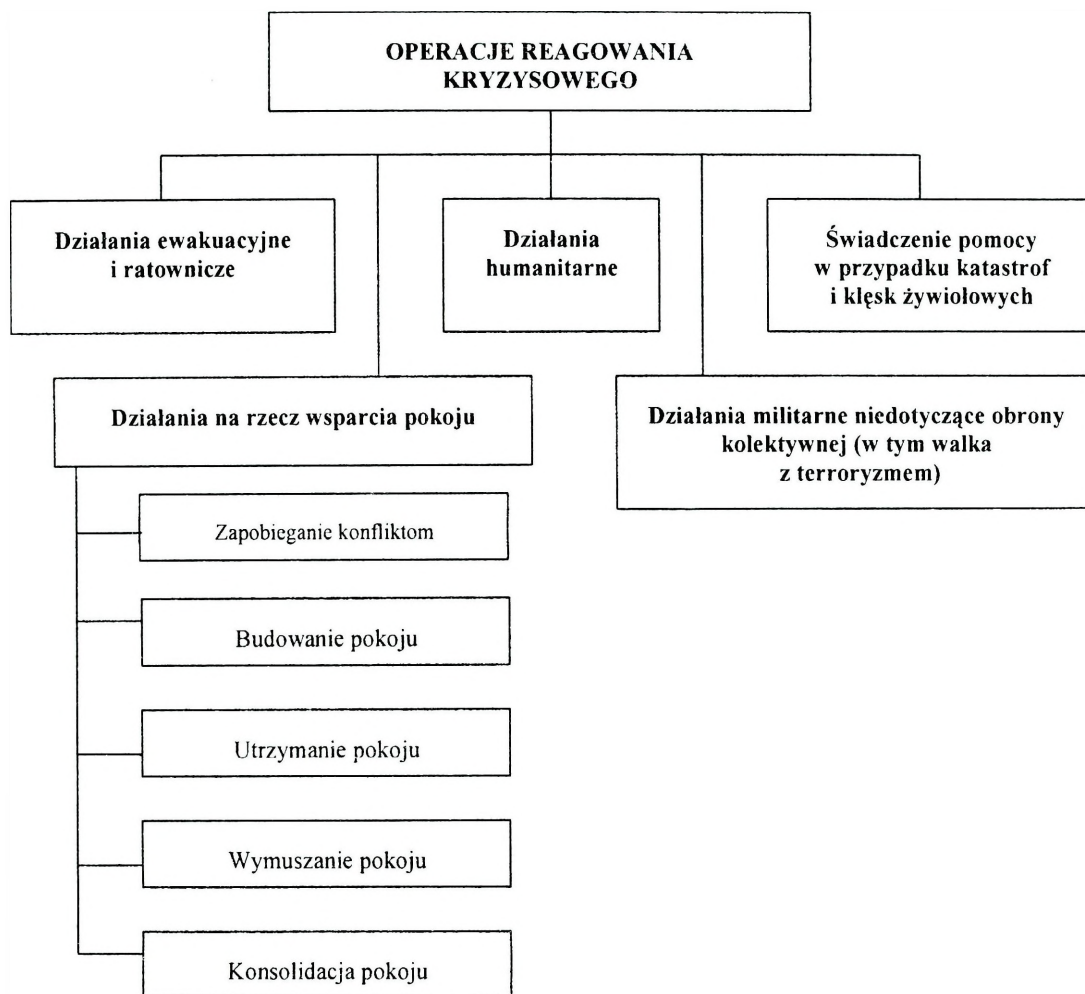 OPERACJE REAGOWANIA
KRYZYSOWEGO
Działania ewakuacyjne
i ratownicze
Działania
humanitarne
Świadczenie pomocy
w przypadku katastrof
i klęsk żywiołowych
Działania na rzecz wsparcia pokoju
Działania militarne niedotyczące obrony
kolektywnej (w tym walka
z terroryzmem)
Zapobieganie konfliktom
Budowanie pokoju
Utrzymanie pokoju
Wymuszanie pokoju
Konsolidacja pokoju